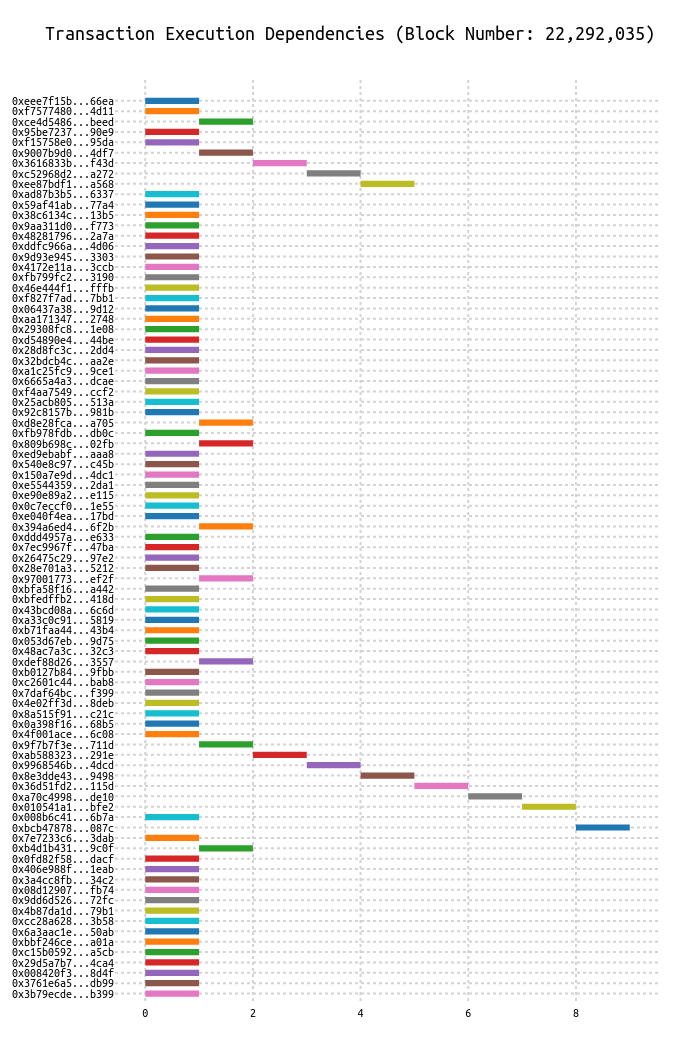 Transaction Execution Dependencies (Block Number: 22,292,035)
0xeee7f15b...66ea
0xf7577480...4d11
0xce4d5486...beed
0x95be7237...90e9
0xf15758e0...95da
0x9007b9d0...4df7
0x3616833b...f43d
0xc52968d2...a272
0xee87bdf1...a568
0xad87b3b5...6337
0x59af41ab...77a4
0x38c6134c...13b5
0x9aa311d0...f773
0x48281796...2a7a
0xddfc966a...4d06
0x9d93e945...3303
0x4172e11a...3ccb
0xfb799fc2...3190
0x46e444f1...fffb
0xf827f7ad...7bb1
0x06437a38...9d12
0xaa171347...2748
0x29308fc8...1e08
0xd54890e4...44be
0x28d8fc3c...2dd4
0x32bdcb4c...aa2e
0xa1c25fc9...9ce1
0x6665a4a3...dcae
0xf4aa7549...ccf2
0x25acb805...513a
0x92c8157b...981b
0xd8e28fca...a705
0xfb978fdb...db0c
0x809b698c...02fb
0xed9ebabf...aaa8
0x540e8c97...c45b
0x150a7e9d...4dc1
0xe5544359...2da1
0xe90e89a2...e115
0x0c7eccf0...1e55
0xe040f4ea...17bd
0x394a6ed4...6f2b
0xddd4957a...e633
0x7ec9967f...47ba
0x26475c29...97e2
0x28e701a3...5212
0x97001773...ef2f
0xbfa58f16...a442
0xbfedffb2...418d
0x43bcd08a...6c6d
0xa33c0c91...5819
0xb71faa44...43b4
0x053d67eb...9d75
0x48ac7a3c...32c3
0xdef88d26...3557
0xb0127b84...9fbb
0xc2601c44...bab8
0x7daf64bc...f399
0x4e02ff3d...8deb
0x8a515f91...c21c
0x0a398f16...68b5
0x4f001ace...6c08
0x9f7b7f3e...711d
0xab588323...291e
0x9968546b...4dcd
0x8e3dde43...9498
0x36d51fd2...115d
0xa70c4998...de10
0x010541a1...bfe2
0x008b6c41...6b7a
0xbcb47878...087c
0x7e7233c6...3dab
0xb4d1b431...9c0f
0x0fd82f58...dacf
0x406e988f...1eab
0x3a4cc8fb...34c2
0x08d12907...fb74
0x9dd6d526...72fc
0x4b87da1d...79b1
0xcc28a628...3b58
0x6a3aac1e...50ab
0xbbf246ce...a01a
0xc15b0592...a5cb
0x29d5a7b7...4ca4
0x008420f3...8d4f
0x3761e6a5...db99
0x3b79ecde...b399
0 2 4 6 8